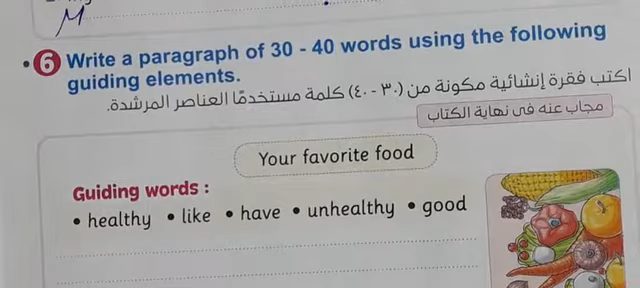 M
• 6 Write a paragraph of 30 - 40 words using the following
guiding elements.
اكتب فقرة إنشائية مكونة من (٣٠ - ٤٠) كلمة مستخدمًا العناصر المرشدة.
مجاب عنه فى نهاية الكتاب
Your favorite food
Guiding words :
• healthy • like • have • unhealthy • good